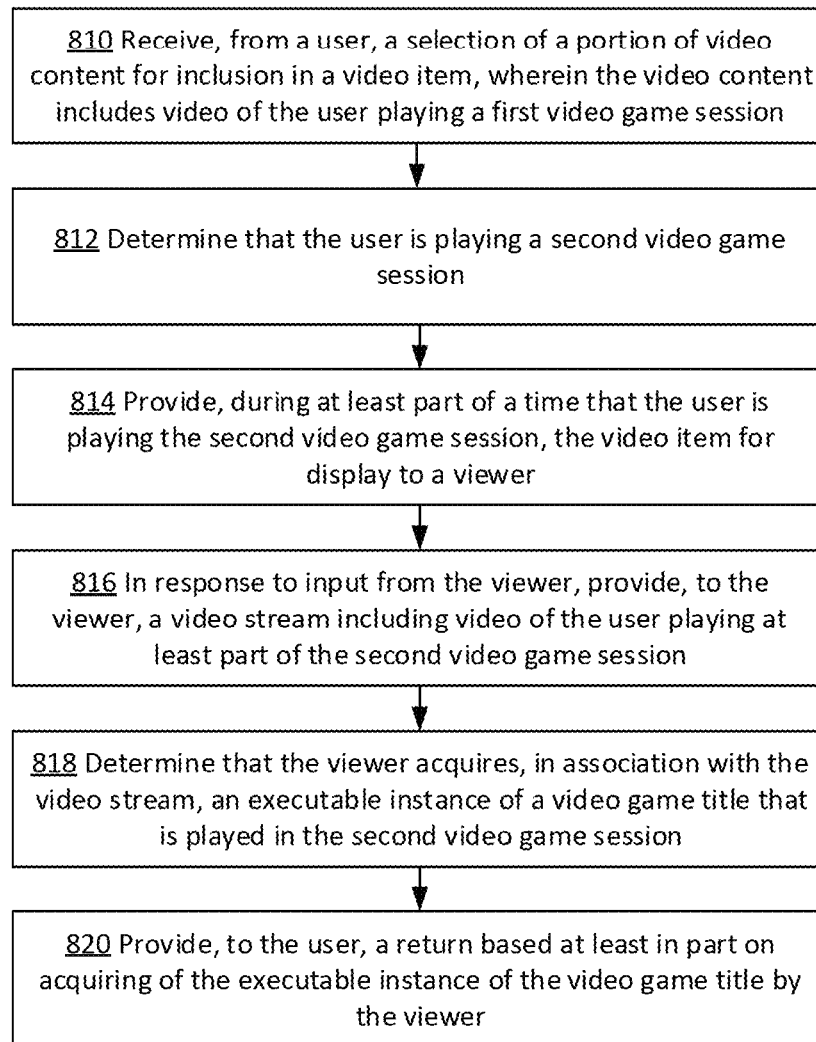 810 Receive, from a user, a selection of a portion of video
content for inclusion in a video item, wherein the video content
includes video of the user playing a first video game session
812 Determine that the user is playing a second video game
session
814 Provide, during at least part of a time that the user is
playing the second video game session, the video item for
display to a viewer
816 In response to input from the viewer, provide, to the
viewer, a video stream including video of the user playing at
least part of the second video game session
818 Determine that the viewer acquires, in association with the
video stream, an executable instance of a video game title that
is played in the second video game session
820 Provide, to the user, a return based at least in part on
acquiring of the executable instance of the video game title by
the viewer